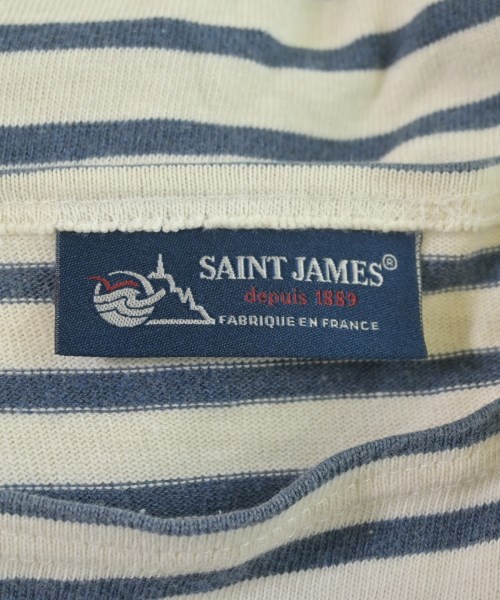 SAINT JAMES®
depuis 1889
FABRIQUE EN FRANCE